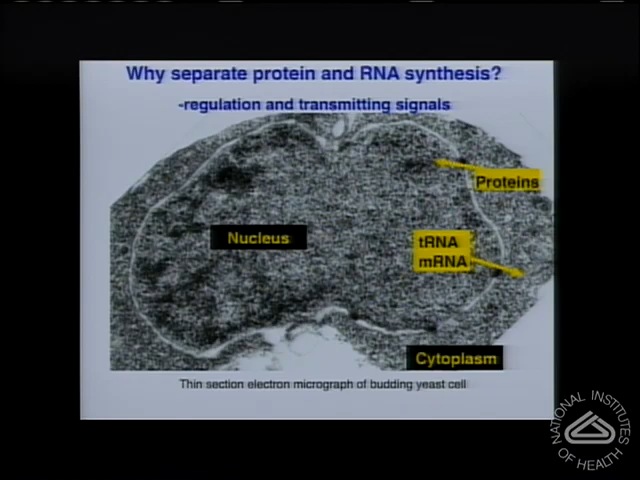 Why separate protein and RNA synthesis?
-regulation and transmitting signals
Proteins
Nucleus
tRNA
mRNA
Cytoplasm
Thin section electron micrograph of budding yeast cell
NATIONAL INSTITUTES
OF HEALTH